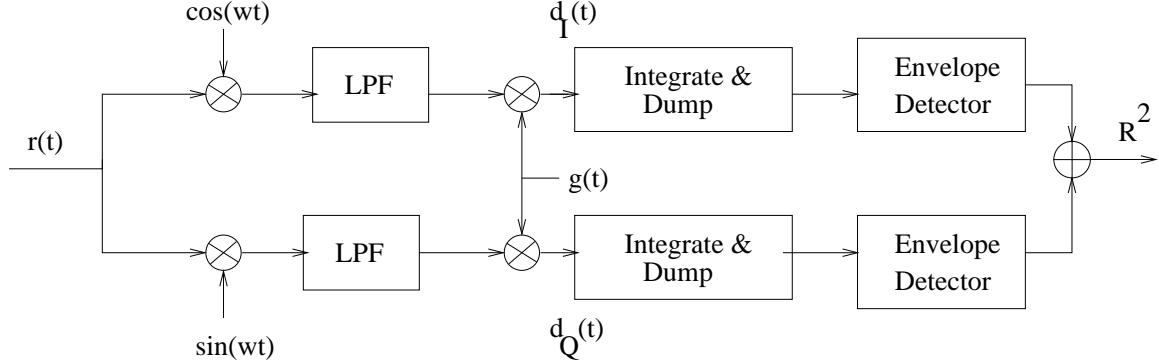 cos(wt)
d_I(t)
LPF
Integrate &
Dump
Envelope
Detector
r(t)
g(t)
R^2
LPF
Integrate &
Dump
Envelope
Detector
sin(wt)
d_Q(t)